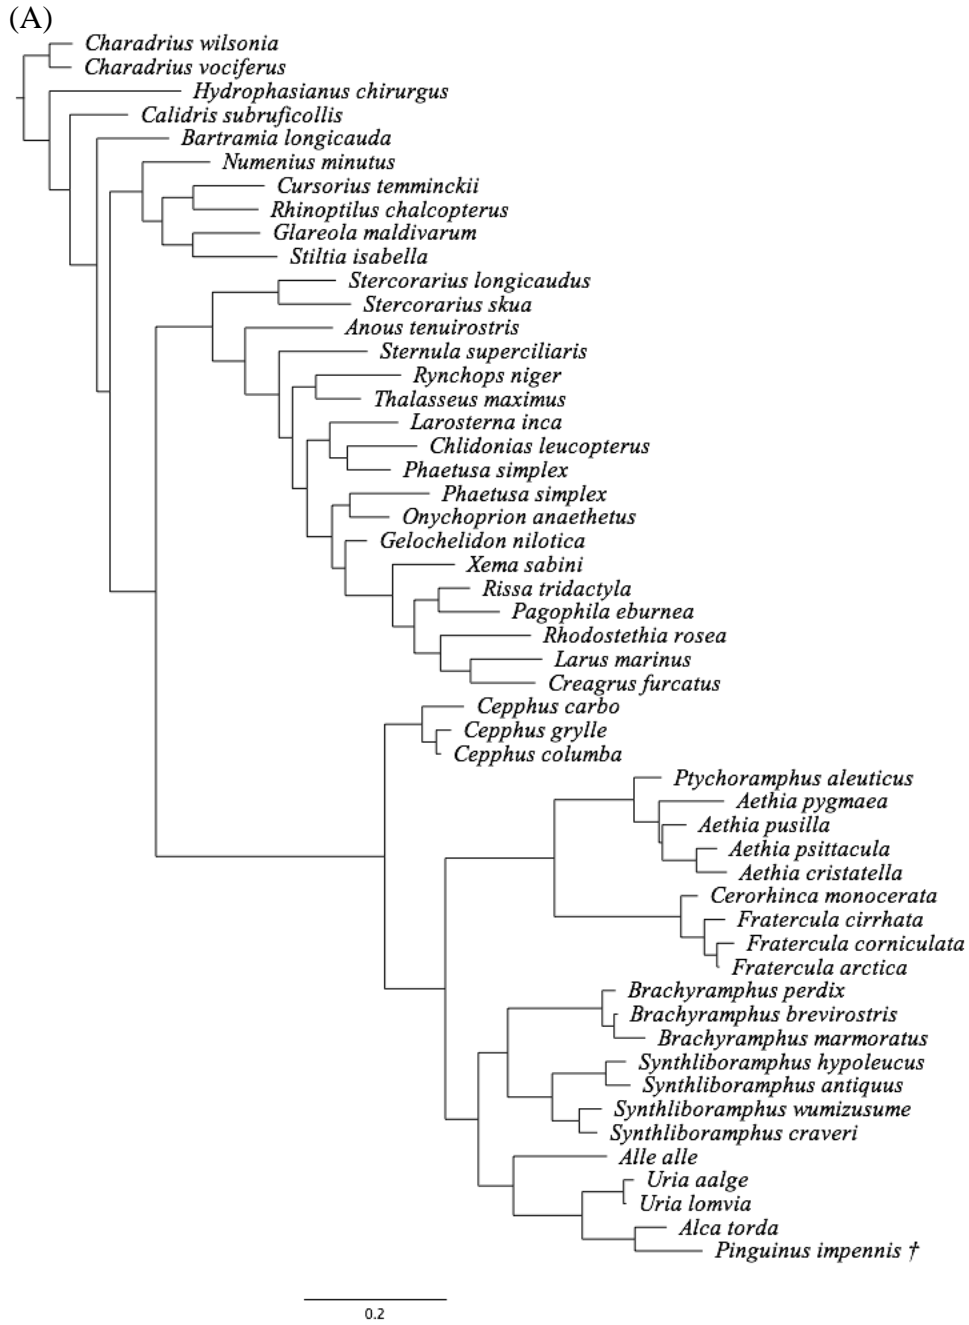 (A)
Charadrius wilsonia
Charadrius vociferus
Hydrophasianus chirurgus
Calidris subruficollis
Bartramia longicauda
Numenius minutus
Cursorius temminckii
Rhinoptilus chalcopterus
Glareola maldivarum
Stiltia isabella
Stercorarius longicaudus
Stercorarius skua
Anous tenuirostris
Sternula superciliaris
Rynchops niger
Thalasseus maximus
Larosterna inca
Chlidonias leucopterus
Phaetusa simplex
Phaetusa simplex
Onychoprion anaethetus
Gelochelidon nilotica
Xema sabini
Rissa tridactyla
Pagophila eburnea
Rhodostethia rosea
Larus marinus
Creagrus furcatus
Cepphus carbo
Cepphus grylle
Cepphus columba
Ptychoramphus aleuticus
Aethia pygmaea
Aethia pusilla
Aethia psittacula
Aethia cristatella
Cerorhinca monocerata
Fratercula cirrhata
Fratercula corniculata
Fratercula arctica
Brachyramphus perdix
Brachyramphus brevirostris
Brachyramphus marmoratus
Synthliboramphus hypoleucus
Synthliboramphus antiquus
Synthliboramphus wumizusume
Synthliboramphus craveri
Alle alle
Uria aalge
Uria lomvia
Alca torda
Pinguinus impennis †
0.2